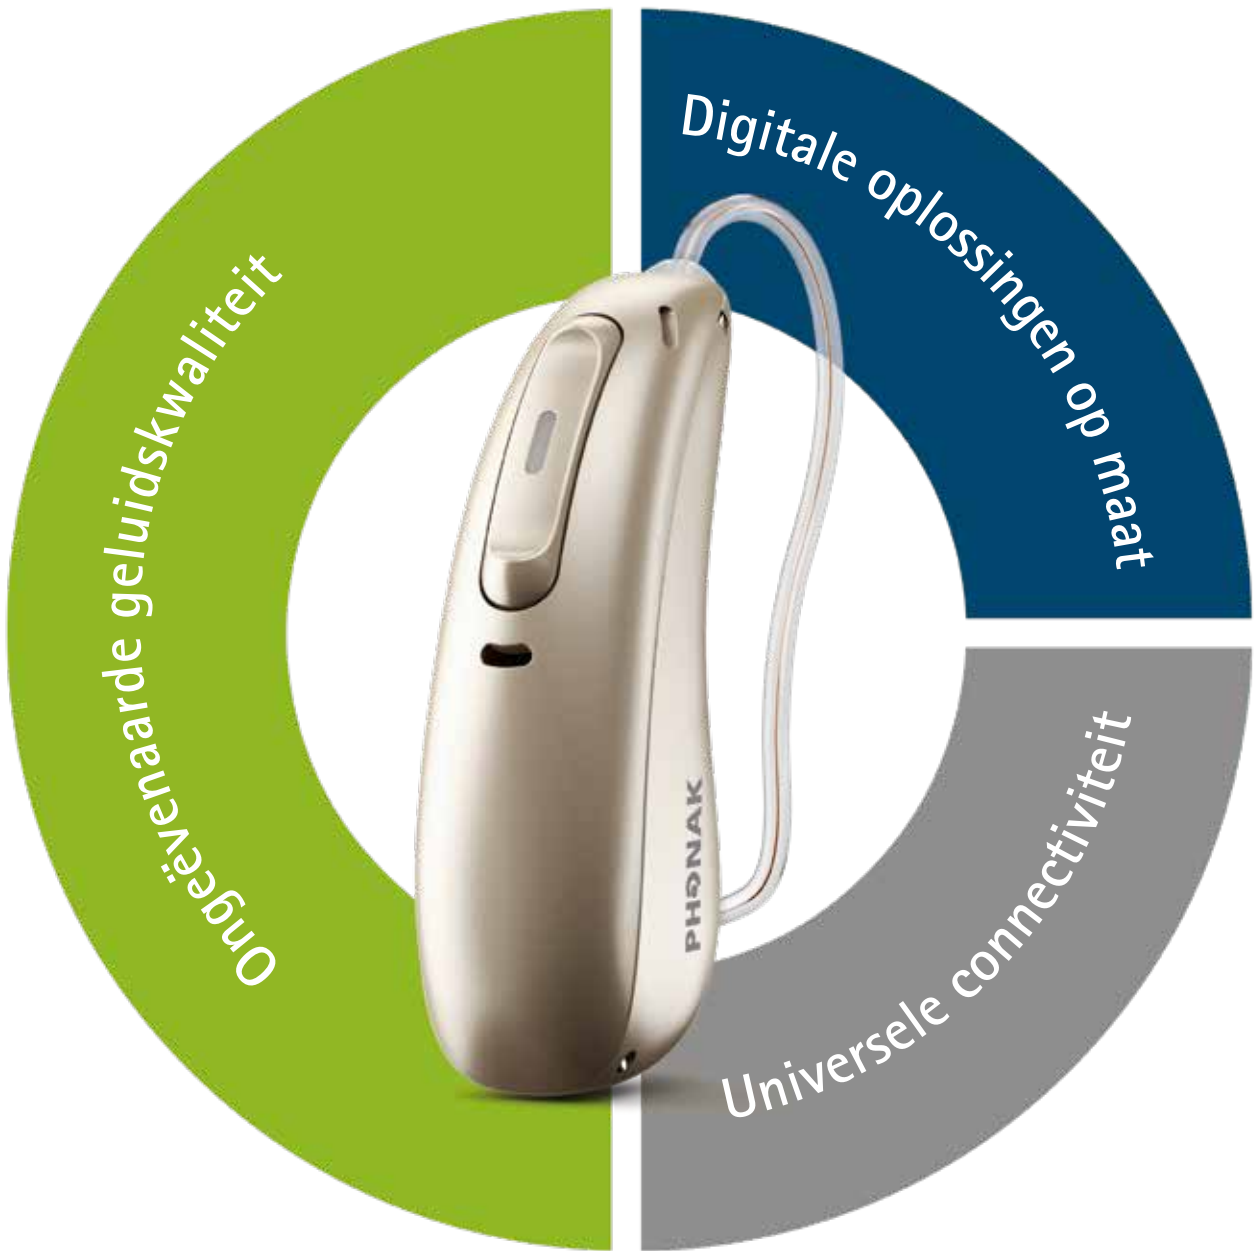 Ongeëvenaarde geluidskwaliteit
Digitale oplossingen op maat
Universele connectiviteit
PHONAK